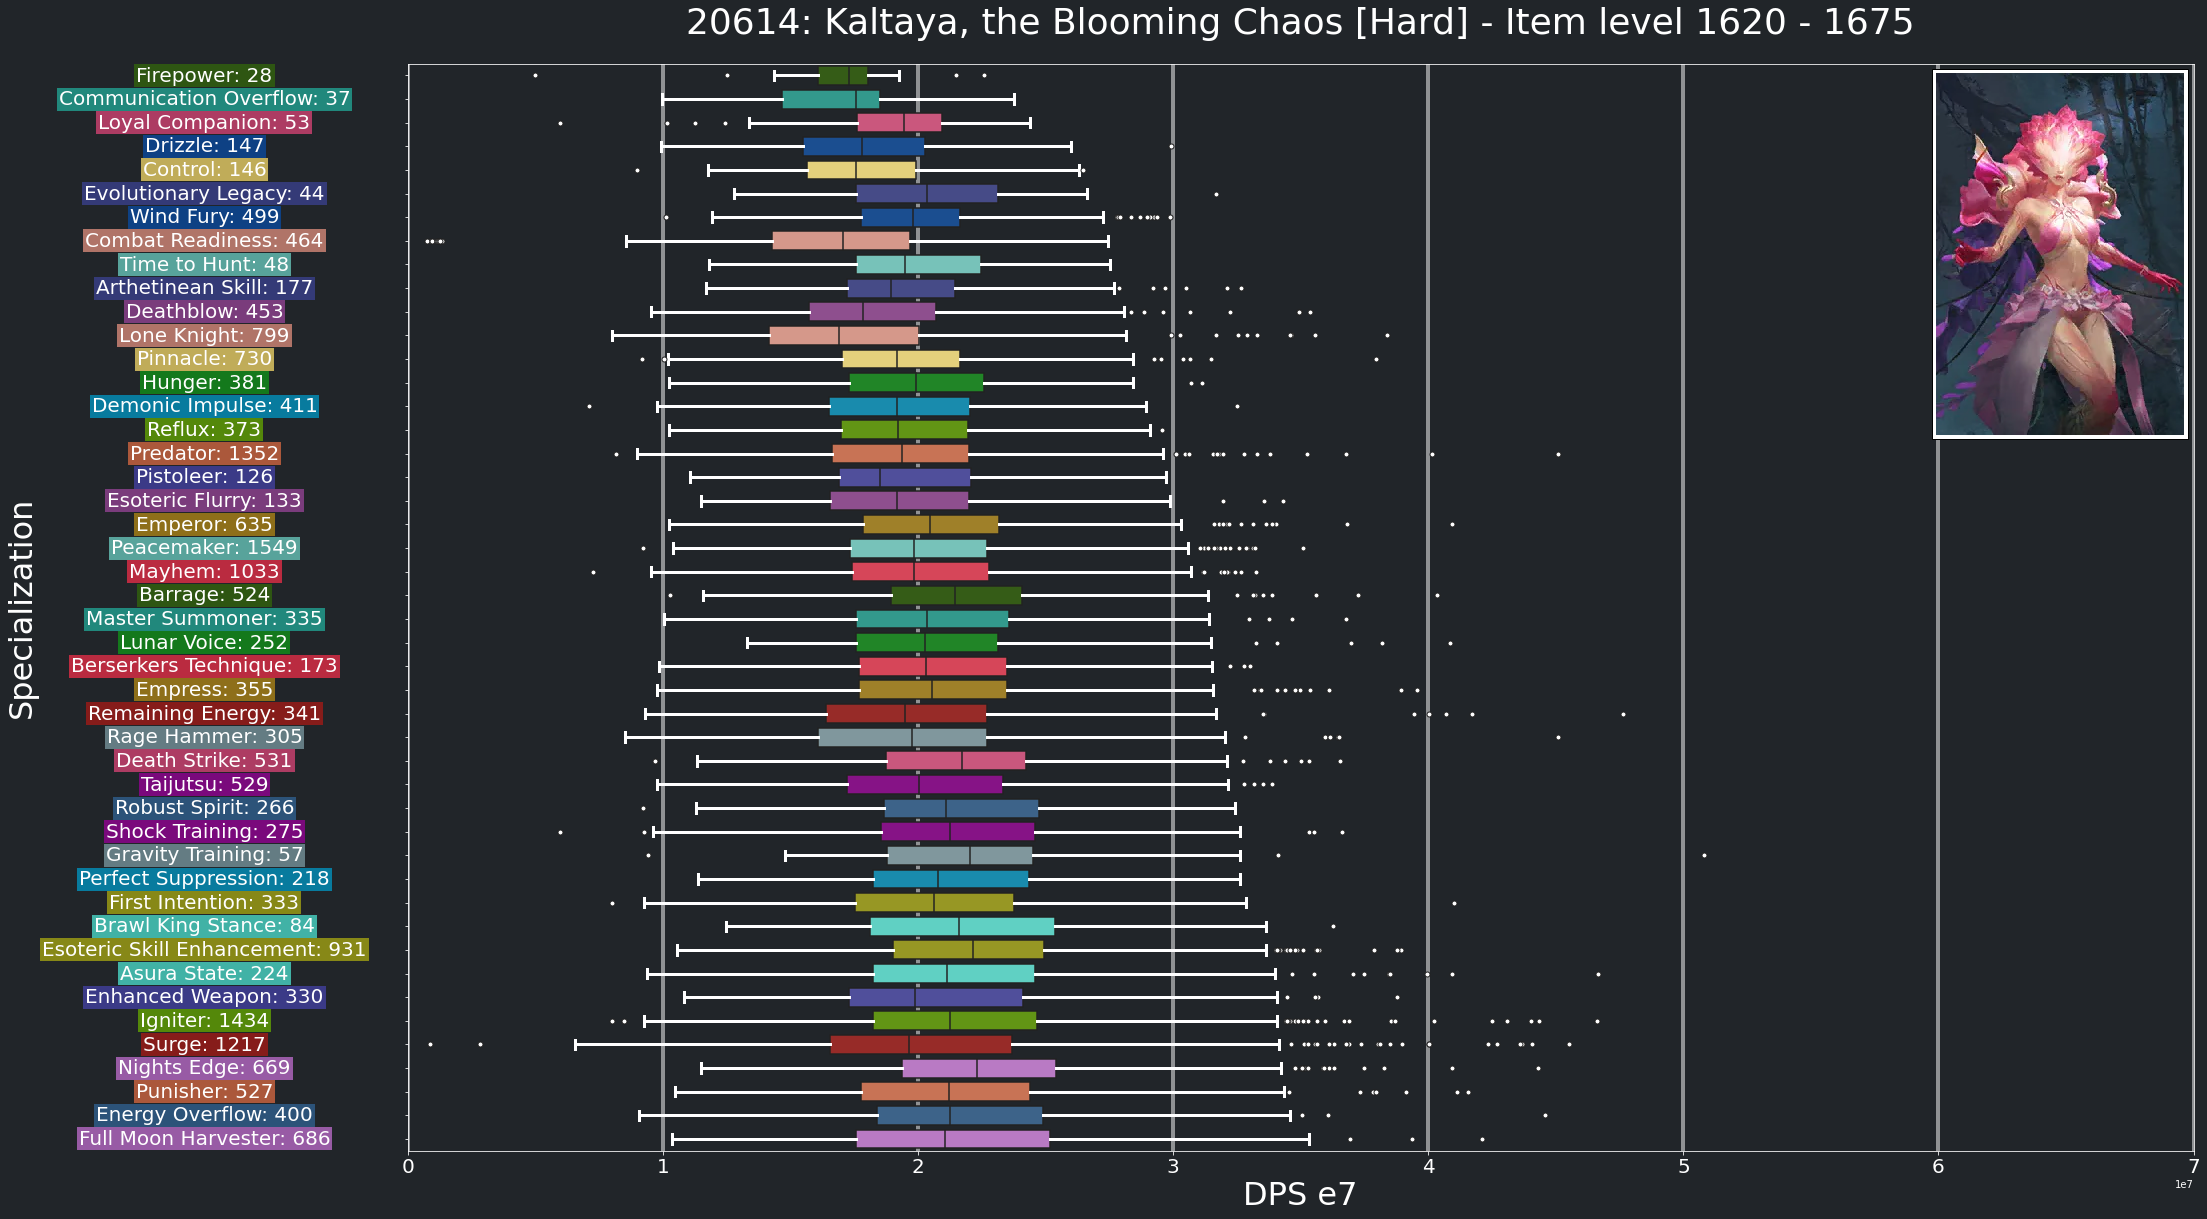 20614: Kaltaya, the Blooming Chaos [Hard] - Item level 1620 - 1675
Specialization
Firepower: 28
Communication Overflow: 37
Loyal Companion: 53
Drizzle: 147
Control: 146
Evolutionary Legacy: 44
Wind Fury: 499
Combat Readiness: 464
Time to Hunt: 48
Arthetinean Skill: 177
Deathblow: 453
Lone Knight: 799
Pinnacle: 730
Hunger: 381
Demonic Impulse: 411
Reflux: 373
Predator: 1352
Pistoleer: 126
Esoteric Flurry: 133
Emperor: 635
Peacemaker: 1549
Mayhem: 1033
Barrage: 524
Master Summoner: 335
Lunar Voice: 252
Berserkers Technique: 173
Empress: 355
Remaining Energy: 341
Rage Hammer: 305
Death Strike: 531
Taijutsu: 529
Robust Spirit: 266
Shock Training: 275
Gravity Training: 57
Perfect Suppression: 218
First Intention: 333
Brawl King Stance: 84
Esoteric Skill Enhancement: 931
Asura State: 224
Enhanced Weapon: 330
Igniter: 1434
Surge: 1217
Nights Edge: 669
Punisher: 527
Energy Overflow: 400
Full Moon Harvester: 686
0 1 2 3 4 5 6 7
1e7
DPS e7